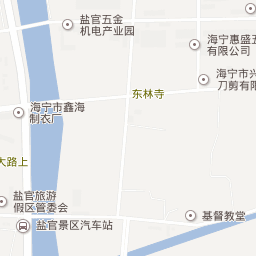 盐官五金
机电产业园
海宁惠盛五
有限公司
海宁市兴
刀剪有限
东林寺
海宁市鑫海
制衣厂
大路上
盐官旅游
假区管委会
盐官景区汽车站
基督教堂